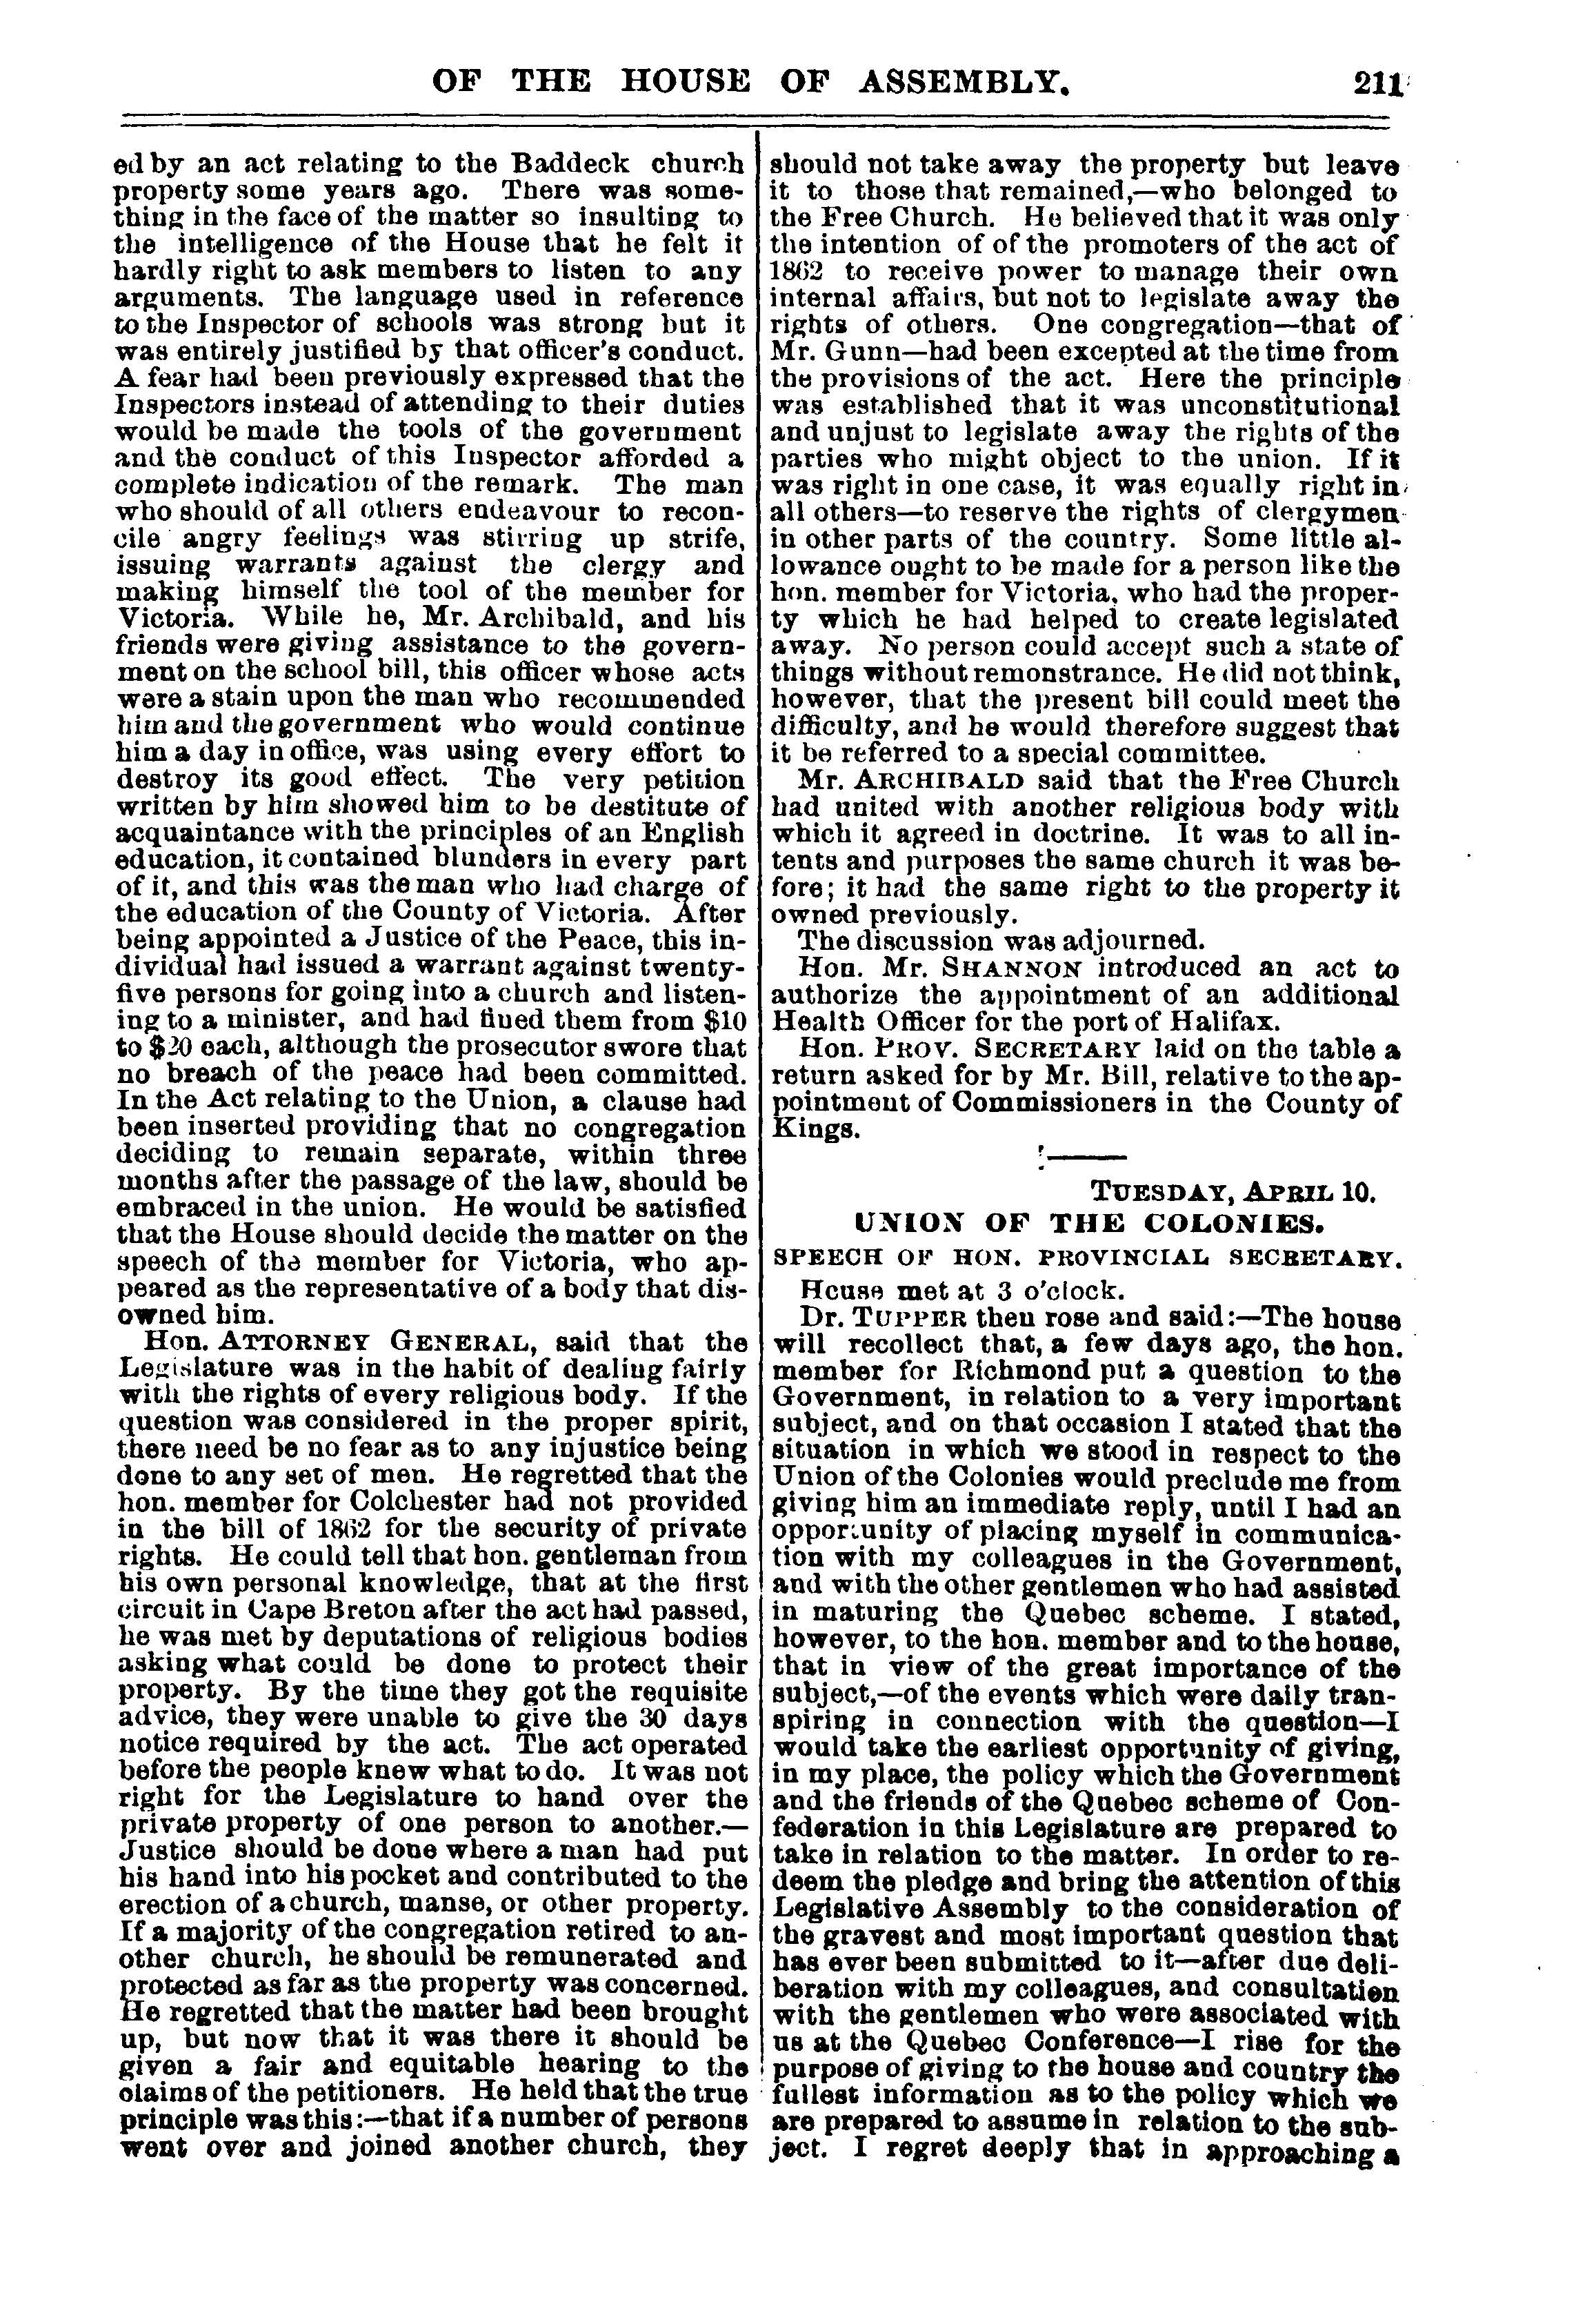 OF THE HOUSE OF ASSEMBLY. 211
ed by an act relating to the Baddeck church
property some years ago. There was some-
thing in the face of the matter so insulting to
the intelligence of the House that he felt it
hardly right to ask members to listen to any
arguments. The language used in reference
to the Inspector of schools was strong but it
was entirely justified by that officer's conduct.
A fear had been previously expressed that the
Inspectors instead of attending to their duties
would be made the tools of the government
and the conduct of this Inspector afforded a
complete indication of the remark. The man
who should of all others endeavour to recon-
cile angry feelings was stirring up strife,
issuing warrants against the clergy and
making himself the tool of the member for
Victoria. While he, Mr. Archibald, and his
friends were giving assistance to the govern-
ment on the school bill, this officer whose acts
were a stain upon the man who recommended
him and the government who would continue
him a day in office, was using every effort to
destroy its good effect. The very petition
written by him showed him to be destitute of
acquaintance with the principles of an English
education, it contained blunders in every part
of it, and this was the man who had charge of
the education of the County of Victoria. After
being appointed a Justice of the Peace, this in-
dividual had issued a warrant against twenty-
five persons for going into a church and listen-
ing to a minister, and had fined them from $10
to $20 each, although the prosecutor swore that
no breach of the peace had been committed.
In the Act relating to the Union, a clause had
been inserted providing that no congregation
deciding to remain separate, within three
months after the passage of the law, should be
embraced in the union. He would be satisfied
that the House should decide the matter on the
speech of the member for Victoria, who ap-
peared as the representative of a body that dis-
owned him.
Hon. ATTORNEY GENERAL, said that the
Legislature was in the habit of dealing fairly
with the rights of every religious body. If the
question was considered in the proper spirit,
there need be no fear as to any injustice being
done to any set of men. He regretted that the
hon. member for Colchester had not provided
in the bill of 1862 for the security of private
rights. He could tell that hon. gentleman from
his own personal knowledge, that at the first
circuit in Cape Breton after the act had passed,
he was met by deputations of religious bodies
asking what could be done to protect their
property. By the time they got the requisite
advice, they were unable to give the 30 days
notice required by the act. The act operated
before the people knew what to do. It was not
right for the Legislature to hand over the
private property of one person to another.—
Justice should be done where a man had put
his hand into his pocket and contributed to the
erection of a church, manse, or other property.
If a majority of the congregation retired to an-
other church, he should be remunerated and
protected as far as the property was concerned.
He regretted that the matter had been brought
up, but now that it was there it should be
given a fair and equitable hearing to the
claims of the petitioners. He held that the true
principle was this:—that if a number of persons
went over and joined another church, they
should not take away the property but leave
it to those that remained,—who belonged to
the Free Church. He believed that it was only
the intention of of the promoters of the act of
1862 to receive power to manage their own
internal affairs, but not to legislate away the
rights of others. One congregation—that of
Mr. Gunn—had been excepted at the time from
the provisions of the act. Here the principle
was established that it was unconstitutional
and unjust to legislate away the rights of the
parties who might object to the union. If it
was right in one case, it was equally right in
all others—to reserve the rights of clergymen
in other parts of the country. Some little al-
lowance ought to be made for a person like the
hon. member for Victoria, who had the proper-
ty which he had helped to create legislated
away. No person could accept such a state of
things without remonstrance. He did not think,
however, that the present bill could meet the
difficulty, and he would therefore suggest that
it be referred to a special committee.
Mr. ARCHIBALD said that the Free Church
had united with another religious body with
which it agreed in doctrine. It was to all in-
tents and purposes the same church it was be-
fore; it had the same right to the property it
owned previously.
The discussion was adjourned.
Hon. Mr. SHANNON introduced an act to
authorize the appointment of an additional
Health Officer for the port of Halifax.
Hon. PROV. SECRETARY laid on the table a
return asked for by Mr. Bill, relative to the ap-
pointment of Commissioners in the County of
Kings.
TUESDAY, APRIL 10.
UNION OF THE COLONIES.
SPEECH OF HON. PROVINCIAL SECRETARY.
House met at 3 o'clock.
Dr. TUPPER then rose and said:—The house
will recollect that, a few days ago, the hon.
member for Richmond put a question to the
Government, in relation to a very important
subject, and on that occasion I stated that the
situation in which we stood in respect to the
Union of the Colonies would preclude me from
giving him an immediate reply, until I had an
opportunity of placing myself in communica-
tion with my colleagues in the Government,
and with the other gentlemen who had assisted
in maturing the Quebec scheme. I stated,
however, to the hon. member and to the house,
that in view of the great importance of the
subject,—of the events which were daily tran-
spiring in connection with the question—I
would take the earliest opportunity of giving,
in my place, the policy which the Government
and the friends of the Quebec scheme of Con-
federation in this Legislature are prepared to
take in relation to the matter. In order to re-
deem the pledge and bring the attention of this
Legislative Assembly to the consideration of
the gravest and most important question that
has ever been submitted to it—after due deli-
beration with my colleagues, and consultation
with the gentlemen who were associated with
us at the Quebec Conference—I rise for the
purpose of giving to the house and country the
fullest information as to the policy which we
are prepared to assume in relation to the sub-
ject. I regret deeply that in approaching a